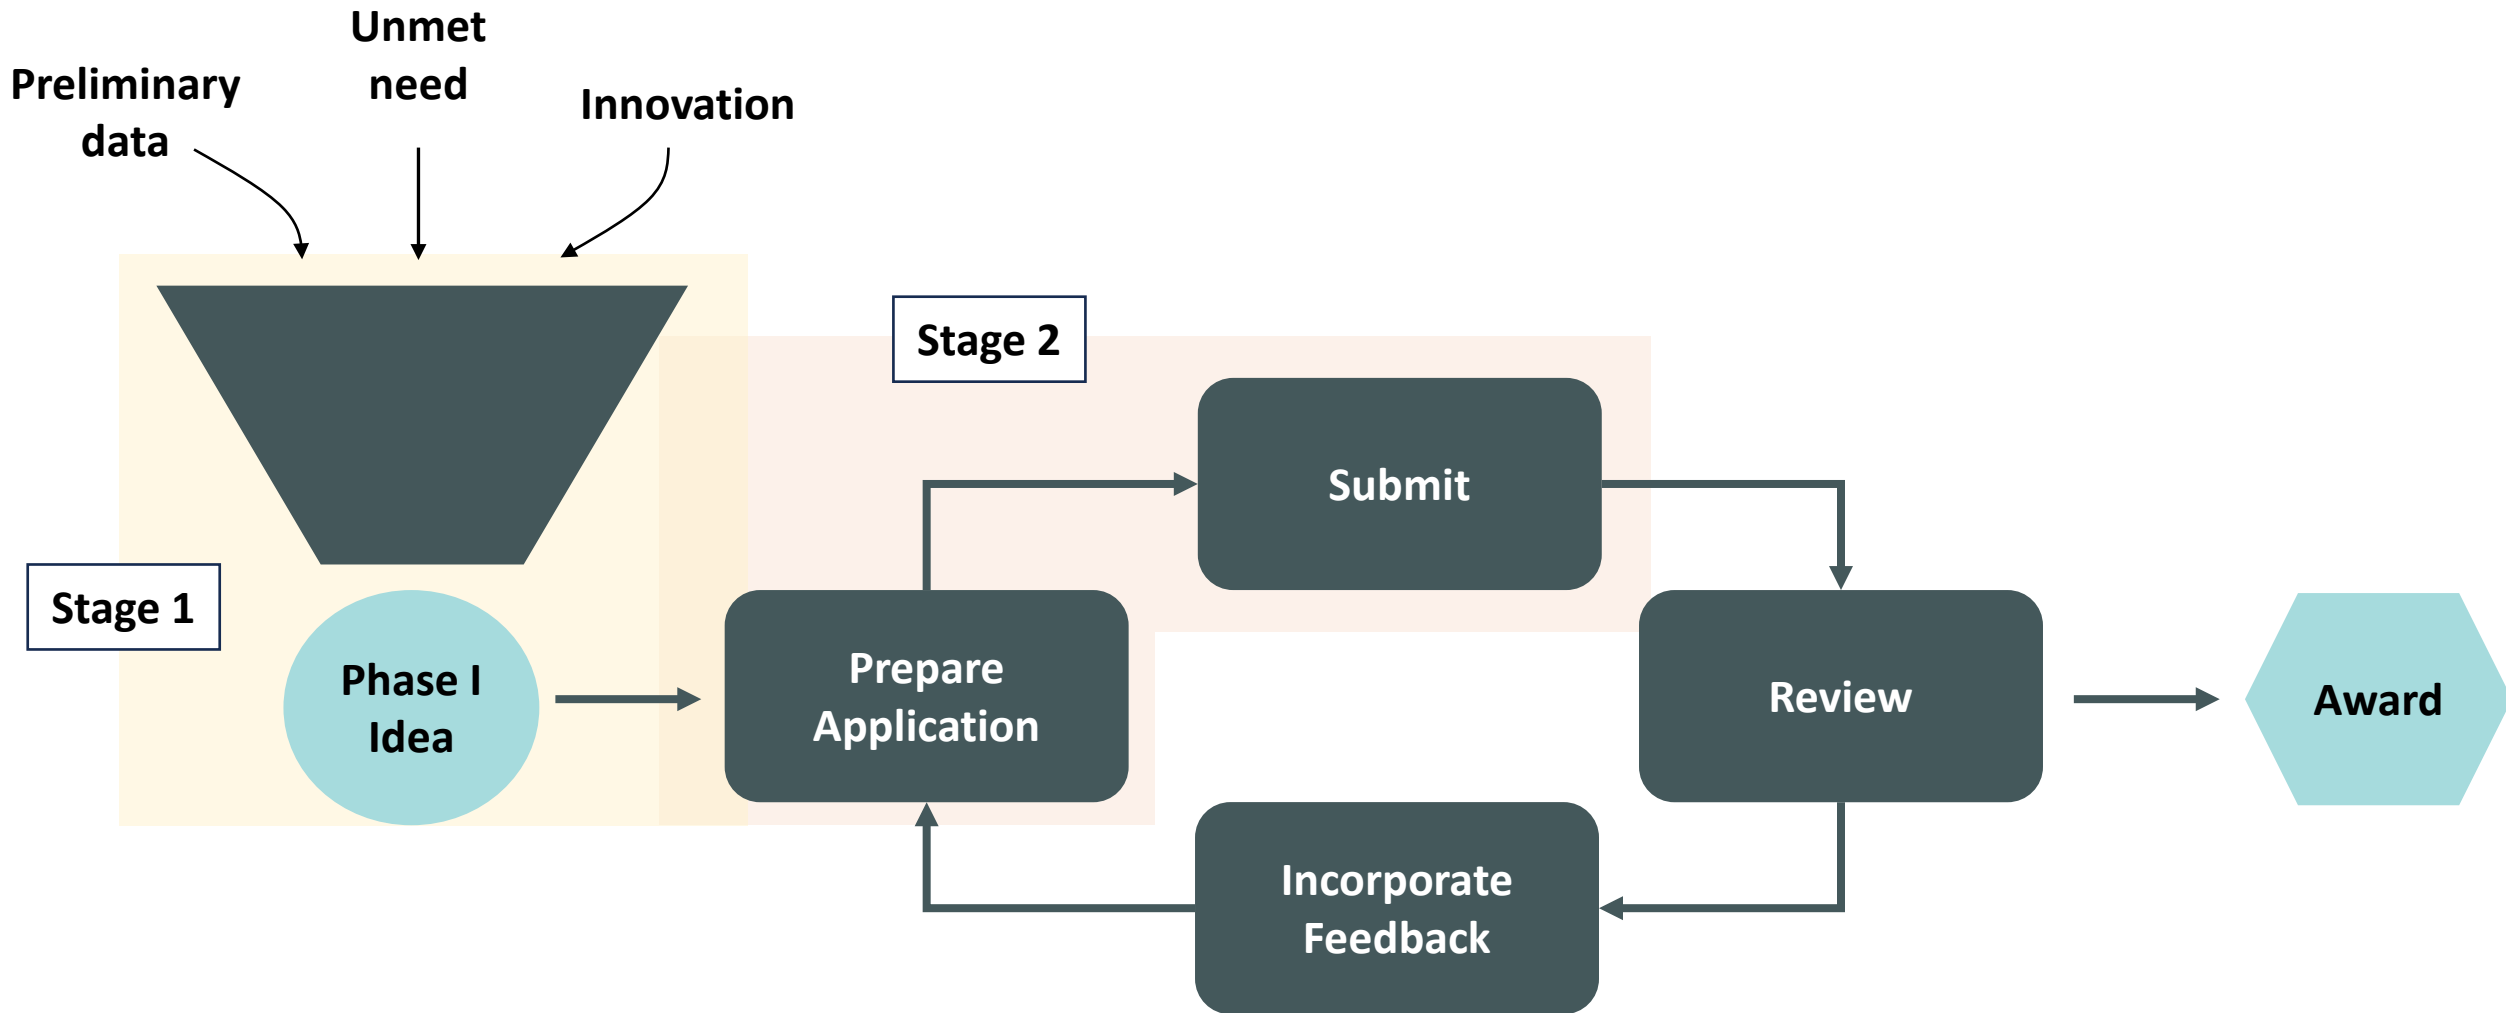 Unmet
need
Preliminary
data
Innovation
Stage 2
Submit
Stage 1
Phase I
Idea
Prepare
Application
Review
Award
Incorporate
Feedback